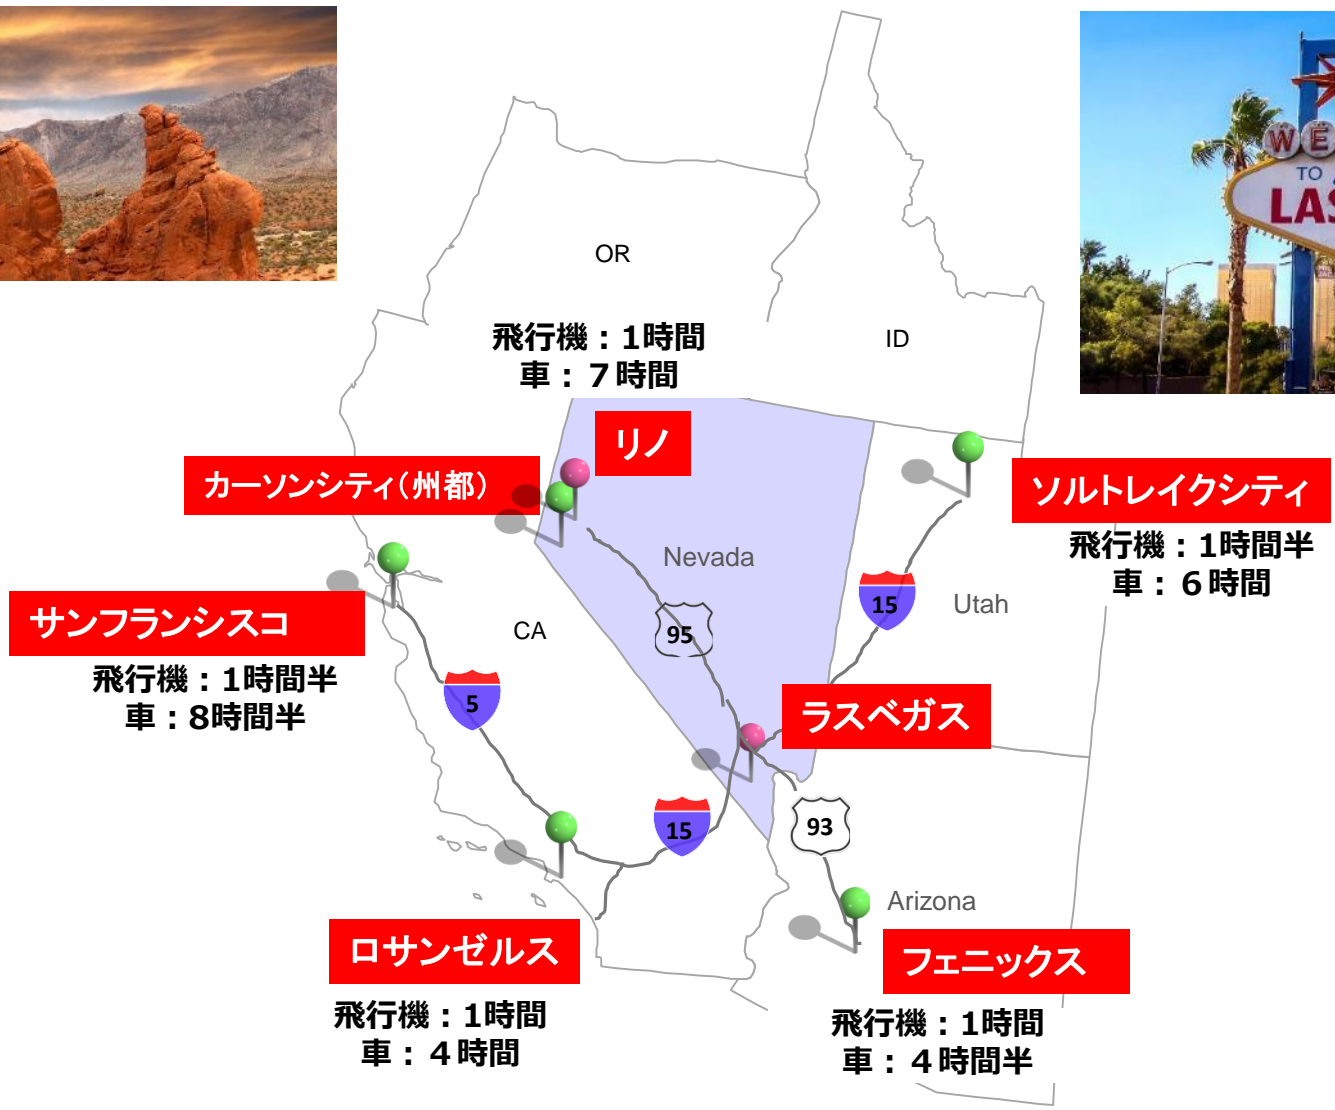 WE
TO
LAS
OR
飛行機：1時間
車：７時間
ID
リノ
カーソンシティ（州都）
ソルトレイクシティ
飛行機：1時間半
車：６時間
Nevada
15
Utah
サンフランシスコ
CA
95
飛行機：1時間半
車：8時間半
5
ラスベガス
15
93
Arizona
ロサンゼルス
フェニックス
飛行機：1時間
車：４時間
飛行機：1時間
車：４時間半